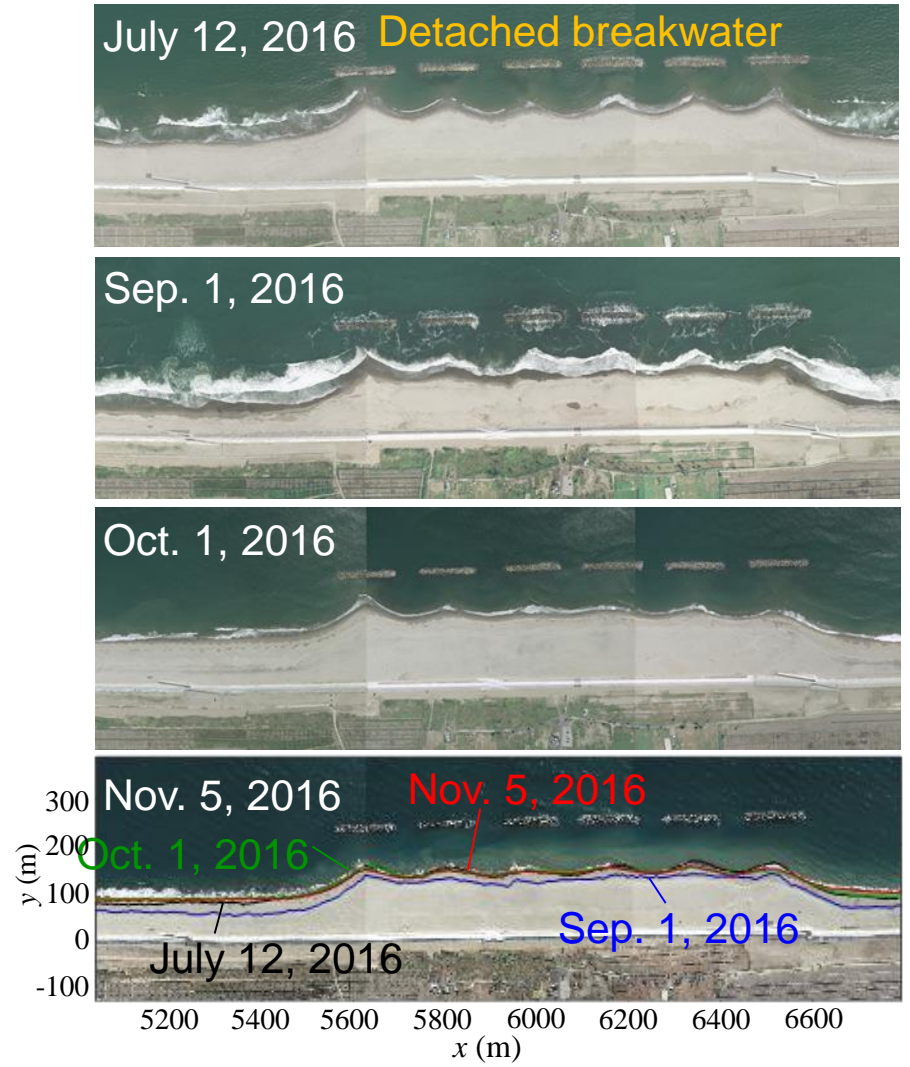 July 12, 2016 Detached breakwater
Sep. 1, 2016
Oct. 1, 2016
Nov. 5, 2016
Nov. 5, 2016
Oct. 1, 2016
Sep. 1, 2016
July 12, 2016
300
200
100
0
-100
y (m)
5200 5400 5600 5800 6000 6200 6400 6600
x (m)